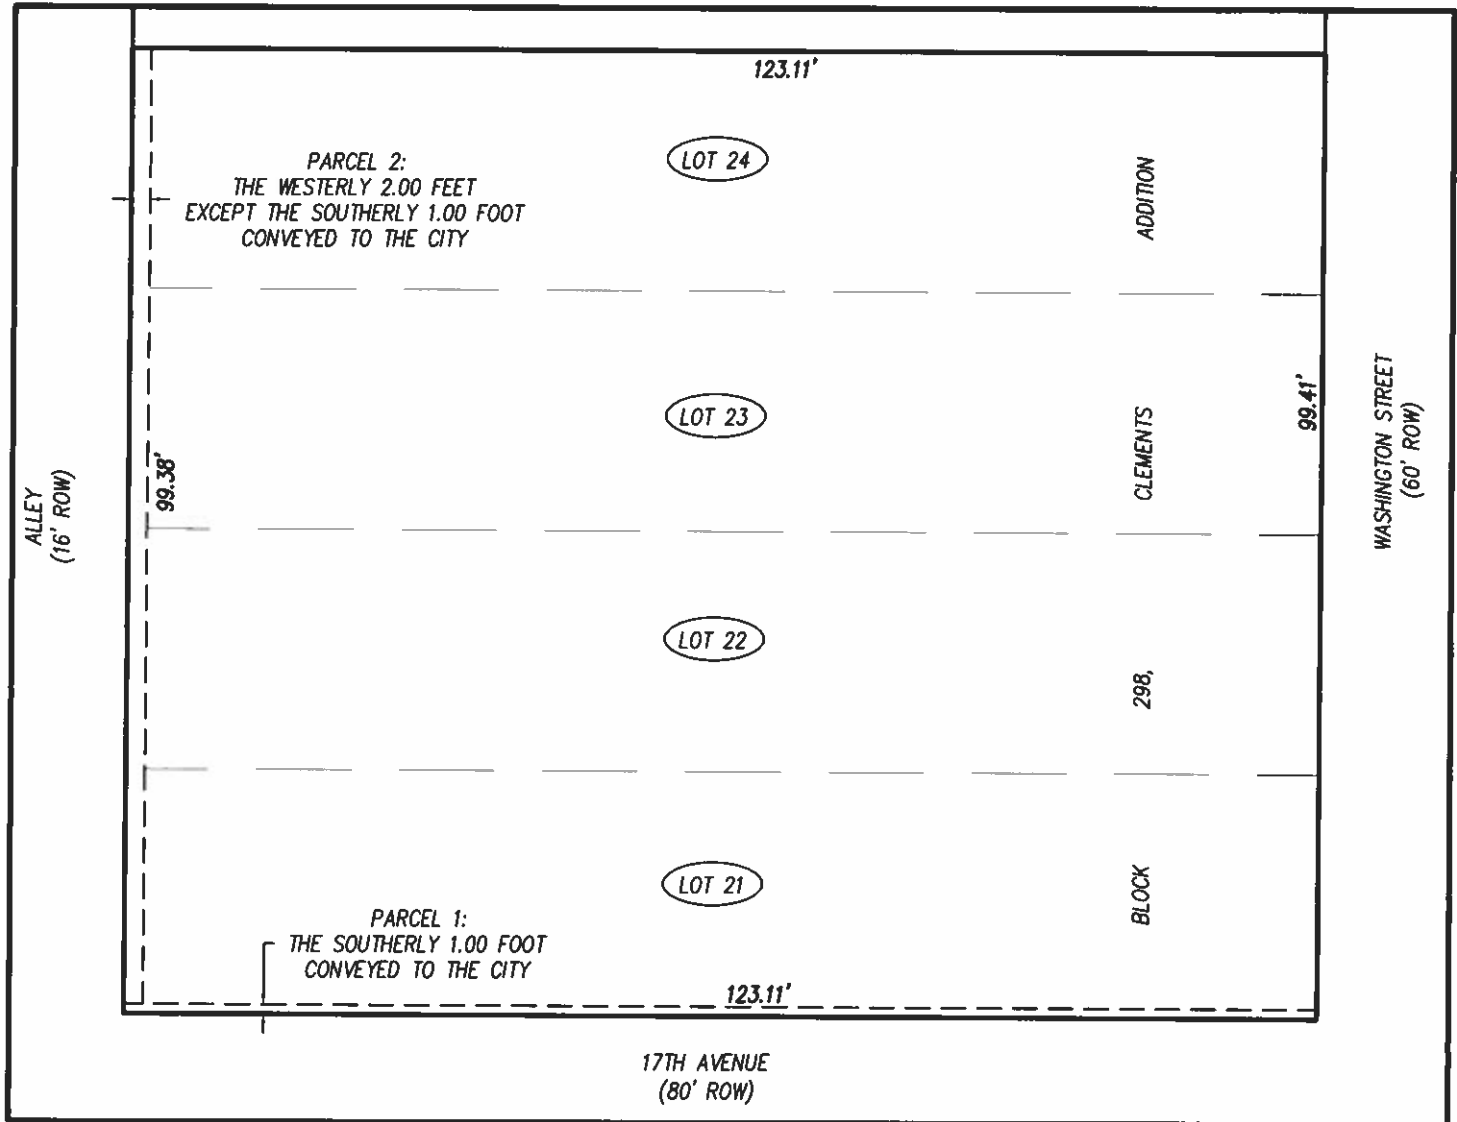 123.11'
LOT 24
PARCEL 2:
THE WESTERLY 2.00 FEET
EXCEPT THE SOUTHERLY 1.00 FOOT
CONVEYED TO THE CITY
ADDITION
LOT 23
99.41'
CLEMENTS
WASHINGTON STREET
(60' ROW)
99.38'
ALLEY
(16' ROW)
LOT 22
298,
LOT 21
BLOCK
PARCEL 1:
THE SOUTHERLY 1.00 FOOT
CONVEYED TO THE CITY
123.11'
17TH AVENUE
(80' ROW)